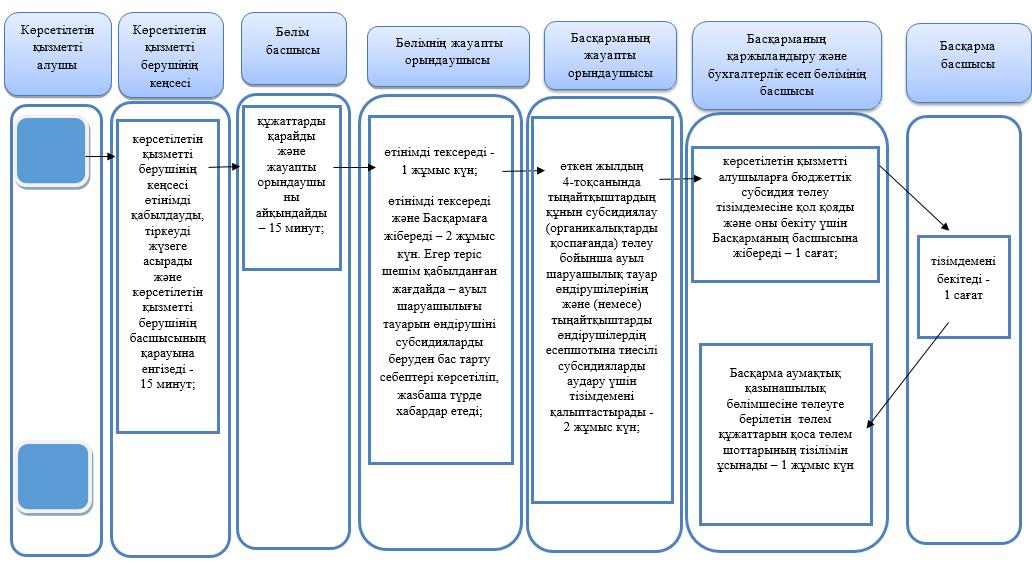 Көрсетілетін
қызметті
алушы
Көрсетілетін
қызметті
берушінің
кеңсесі
Бөлім
басшысы
Бөлімнің жауапты
орындаушысы
Басқарманың
жауапты
орындаушысы
Басқарманың
қаржыландыру және
бухгалтерлік есеп бөлімінің
басшысы
Басқарма
басшысы
көрсетілетін
қызметті
берушінің
кеңсесі
өтінімді
қабылдауды,
тіркеуді
жүзеге
асырады
және
көрсетілетін
қызметті
берушінің
басшысының
қарауына
енгізеді -
15 минут;
құжаттарды
қарайды
және
жауапты
орындаушы
ны
айқындайды
– 15 минут;
өтінімді тексереді -
1 жұмыс күн;
өтінімді тексереді
және Басқармаға
жібереді – 2 жұмыс
күн. Егер теріс
шешім қабылданған
жағдайда – ауыл
шаруашылығы
тауарын өндірушіні
субсидияларды
беруден бас тарту
себептері көрсетіліп,
жазбаша түрде
хабардар етеді;
өткен жылдың
4-тоқсанында
тыңайтқыштардың
құнын субсидиялау
(органикалықтарды
қоспағанда) төлеу
бойынша ауыл
шаруашылық тауар
өндірушілерінің
және (немесе)
тыңайтқыштарды
өндірушілердің
есепшотына тиесілі
субсидияларды
аудару үшін
тізімдемені
қалыптастырады -
2 жұмыс күн;
көрсетілетін қызметті
алушыларға бюджеттік
субсидия төлеу
тізімдемесіне қол қояды
және оны бекіту үшін
Басқарманың басшысына
жібереді – 1 сағат;
тізімдемені
бекітеді -
1 сағат
Басқарма аумақтық
қазынашылық
бөлімшесіне төлеуге
берілетін төлем
құжаттарын қоса төлем
шоттарының тізілімін
ұсынады – 1 жұмыс күн